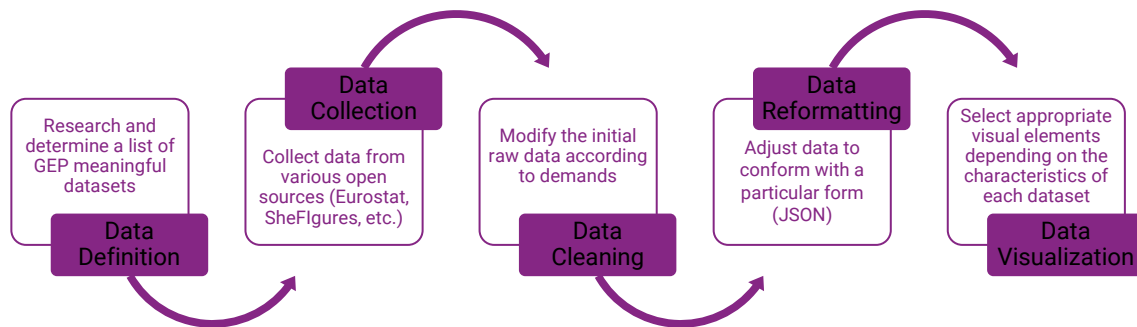 Research and
determine a list of
GEP meaningful
datasets
Data
Definition
Data
Collection
Collect data from
various open
sources (Eurostat,
SheFIgures, etc.)
Modify the initial
raw data according
to demands
Data
Cleaning
Data
Reformatting
Adjust data to
conform with a
particular form
(JSON)
Select appropriate
visual elements
depending on the
characteristics of
each dataset
Data
Visualization